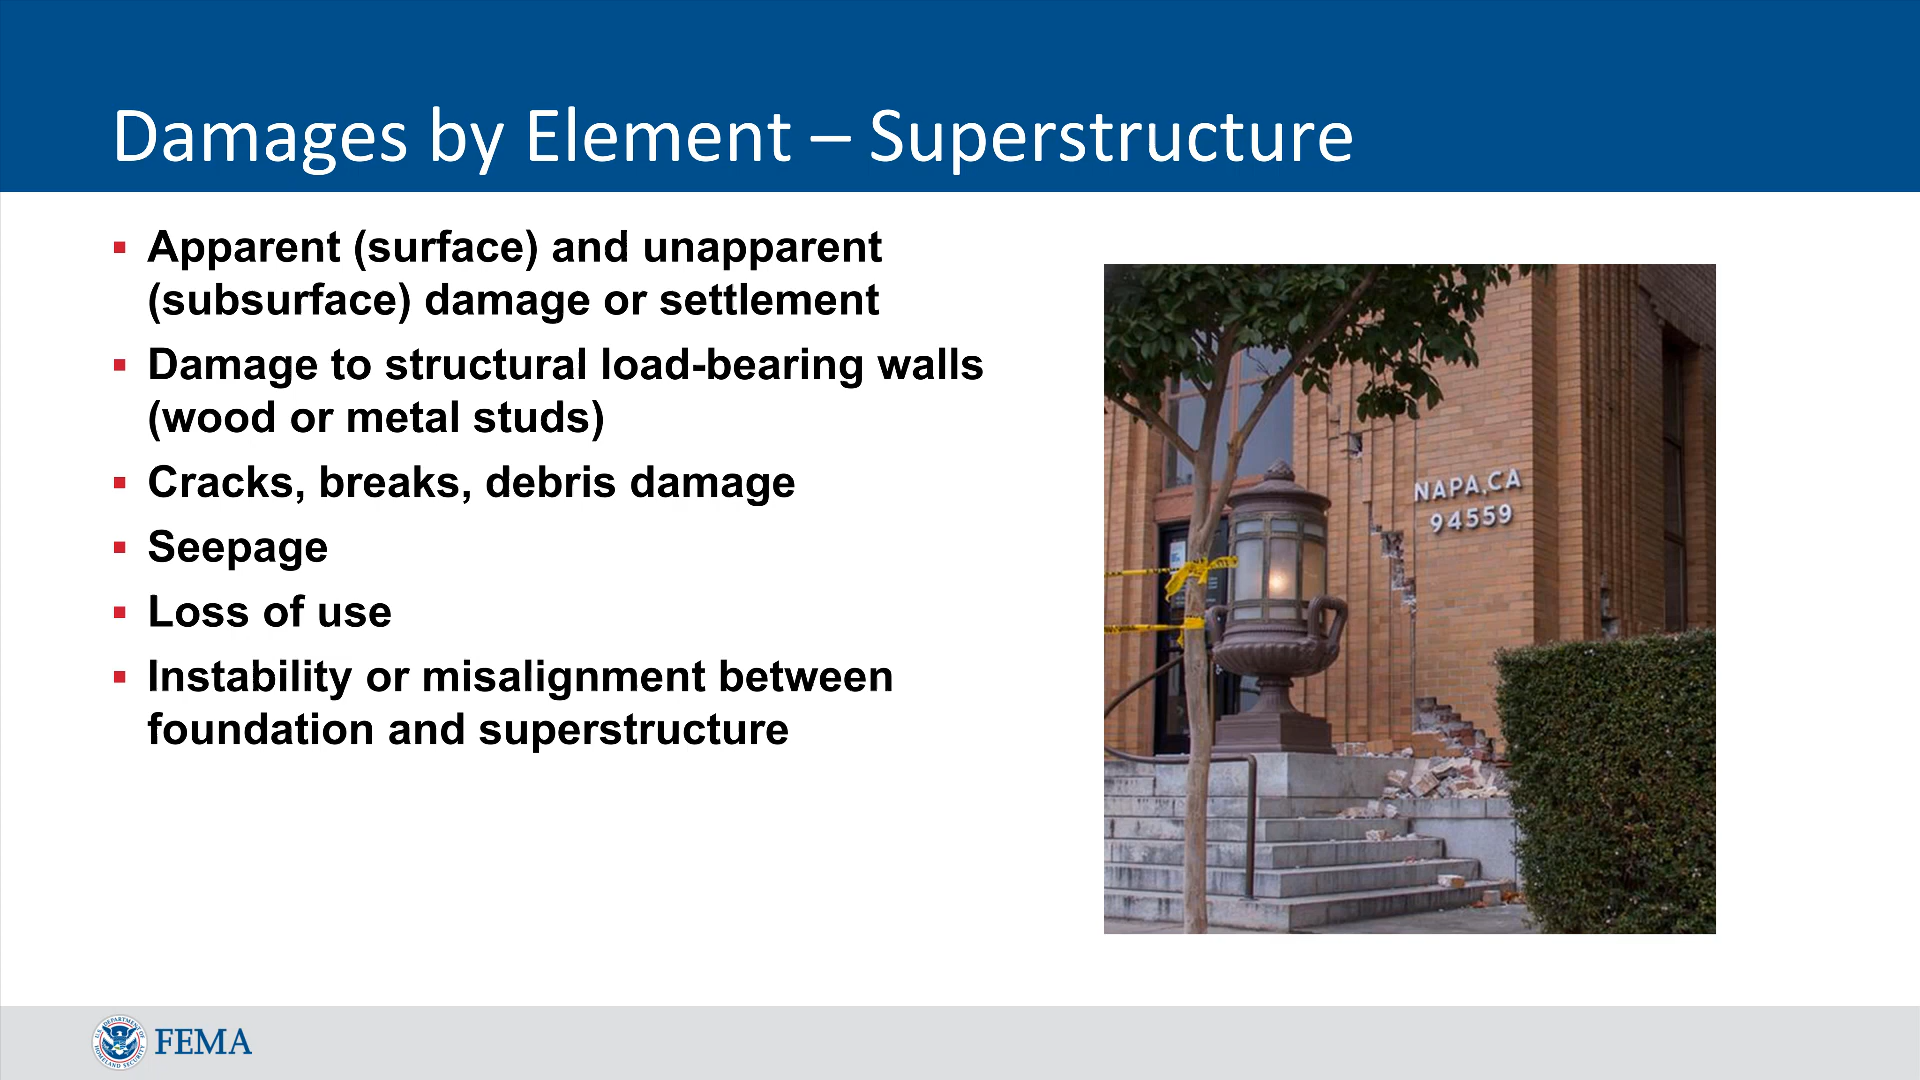 Damages by Element – Superstructure
▪ Apparent (surface) and unapparent
(subsurface) damage or settlement
▪ Damage to structural load-bearing walls
(wood or metal studs)
▪ Cracks, breaks, debris damage
▪ Seepage
▪ Loss of use
▪ Instability or misalignment between
foundation and superstructure
NAPA,CA
94559
FEMA